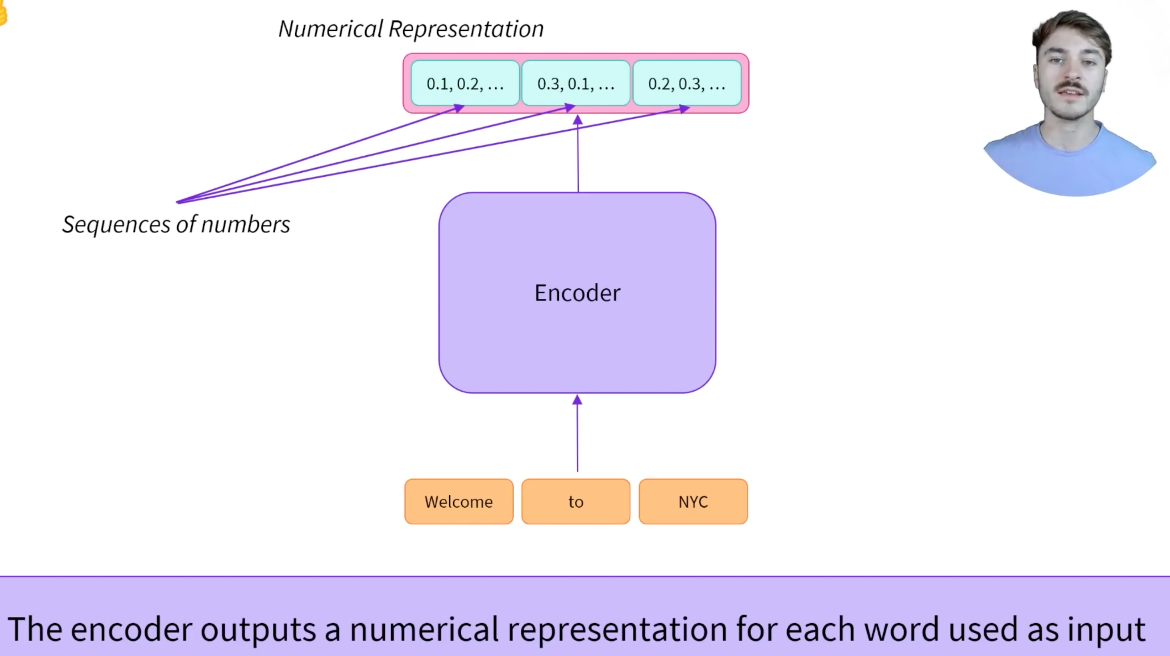 Numerical Representation
0.1, 0.2, … 0.3, 0.1, … 0.2, 0.3, …
Sequences of numbers
Encoder
Welcome to NYC
The encoder outputs a numerical representation for each word used as input